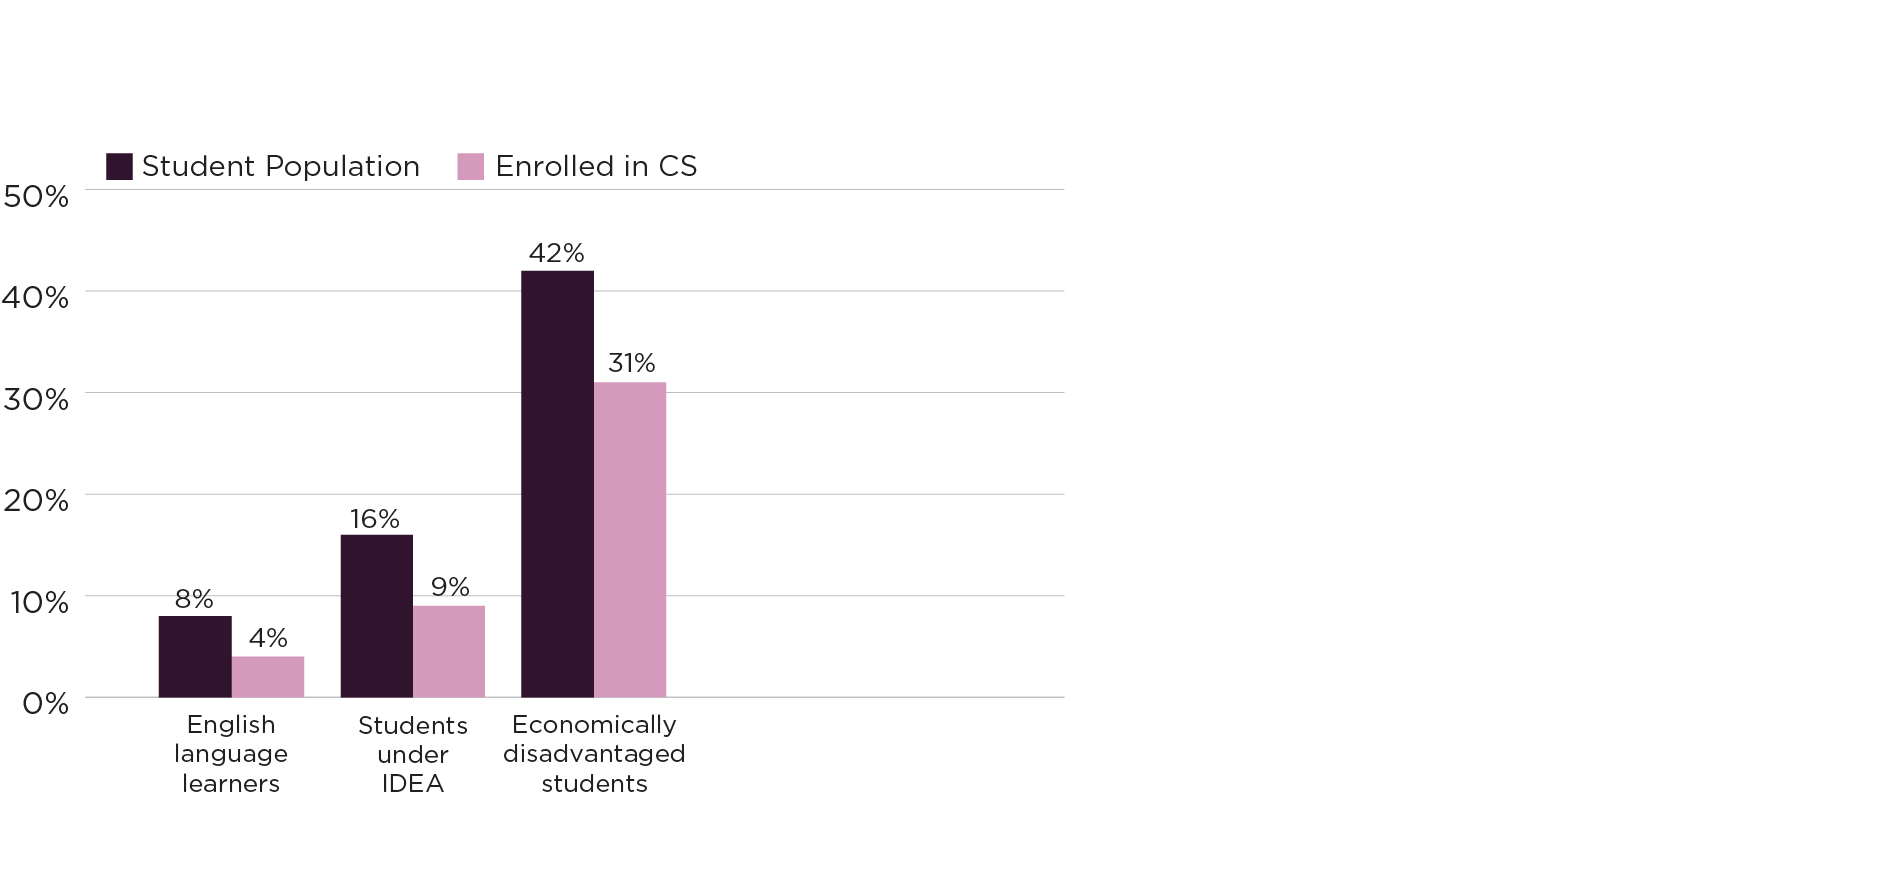 Student Population
Enrolled in CS
50%
40%
30%
20%
10%
0%
8%
4%
16%
9%
42%
31%
English
language
learners
Students
under
IDEA
Economically
disadvantaged
students